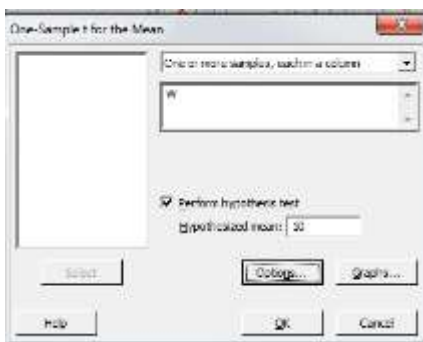 One-Sample t for the Mean
One or more samples, each in a column
W
Perform hypothesis test
Hypothesized mean:
Select
Options...
Graphs...
Help
OK
Cancel